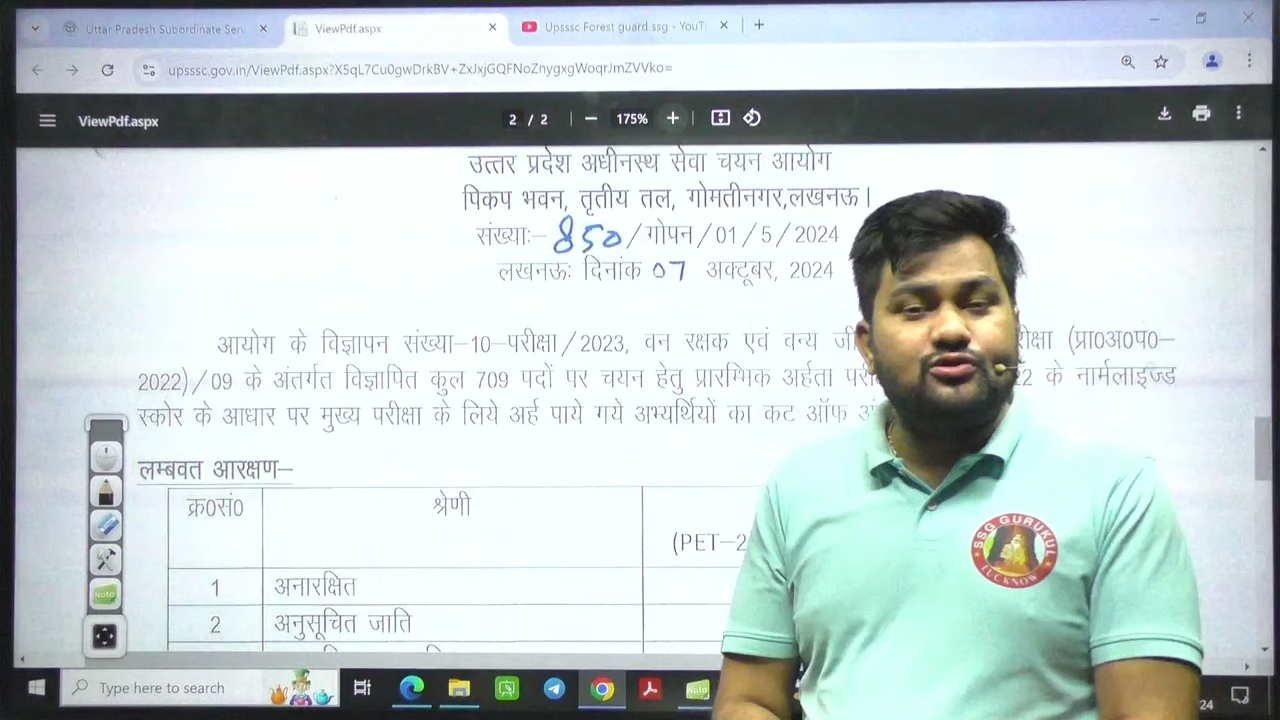 Uttar Pradesh Subordinate Serv
ViewPdf.aspx
Upsssc Forest guard ssg - YouT
upsssc.gov.in/ViewPdf.aspx?X5qL7Cu0gwDrkBV+ZxJxjGQFNoZnygxgWoqrJmZVVko=
ViewPdf.aspx
2 / 2
175%
उत्तर प्रदेश अधीनस्थ सेवा चयन आयोग
पिकप भवन, तृतीय तल, गोमतीनगर,लखनऊ।
संख्याः– 850/गोपन/01/5/2024
लखनऊः दिनांक 07 अक्टूबर, 2024
आयोग के विज्ञापन संख्या–10–परीक्षा/2023, वन रक्षक एवं वन्य (प्रा0अ0प0–
2022)/09 के अंतर्गत विज्ञापित कुल 709 पदों पर चयन हेतु प्रारम्भिक अर्हता के नार्मलाइज्ड
स्कोर के आधार पर मुख्य परीक्षा के लिये अर्ह पाये गये अभ्यर्थियों का कट ऑफ
लम्बवत आरक्षण–
क्र0सं0
श्रेणी
(PET–2
1
अनारक्षित
2
अनुसूचित जाति
SSG GURUKUL
LUCKNOW
Note
Type here to search
Note
24